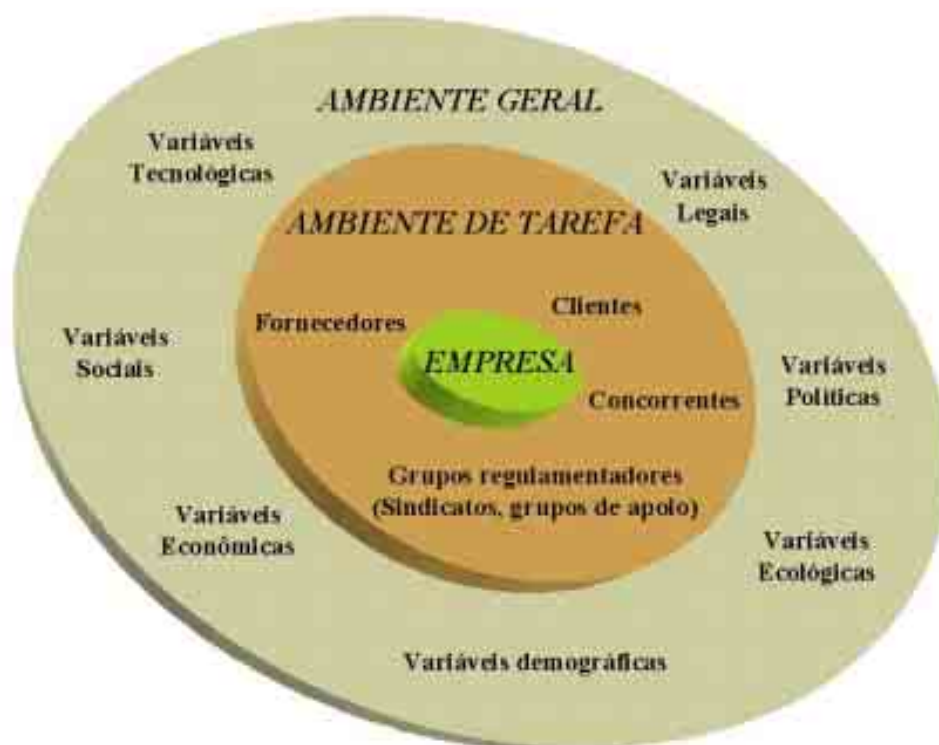 AMBIENTE GERAL
Variáveis
Tecnológicas
Variáveis
Legais
AMBIENTE DE TAREFA
Clientes
Fornecedores
EMPRESA
Variáveis
Sociais
Variáveis
Políticas
Concorrentes
Grupos regulamentadores
(Sindicatos, grupos de apoio)
Variáveis
Econômicas
Variáveis
Ecológicas
Variáveis demográficas